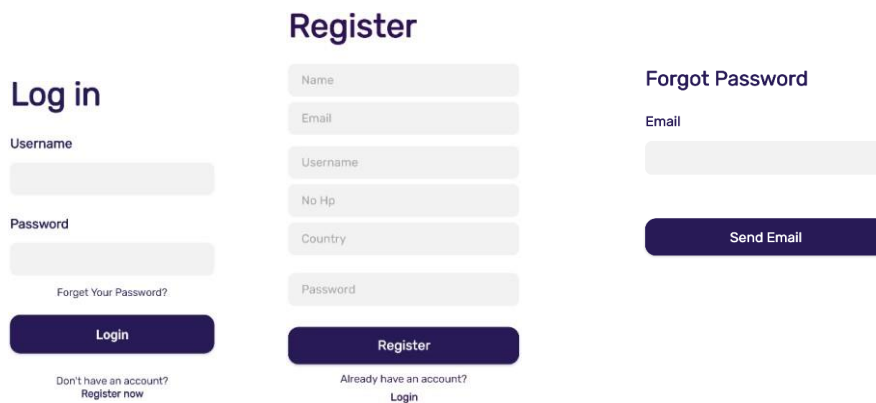 Log in
Username
Password
Forget Your Password?
Login
Don't have an account?
Register now
Register
Name
Email
Username
No Hp
Country
Password
Register
Already have an account?
Login
Forgot Password
Email
Send Email